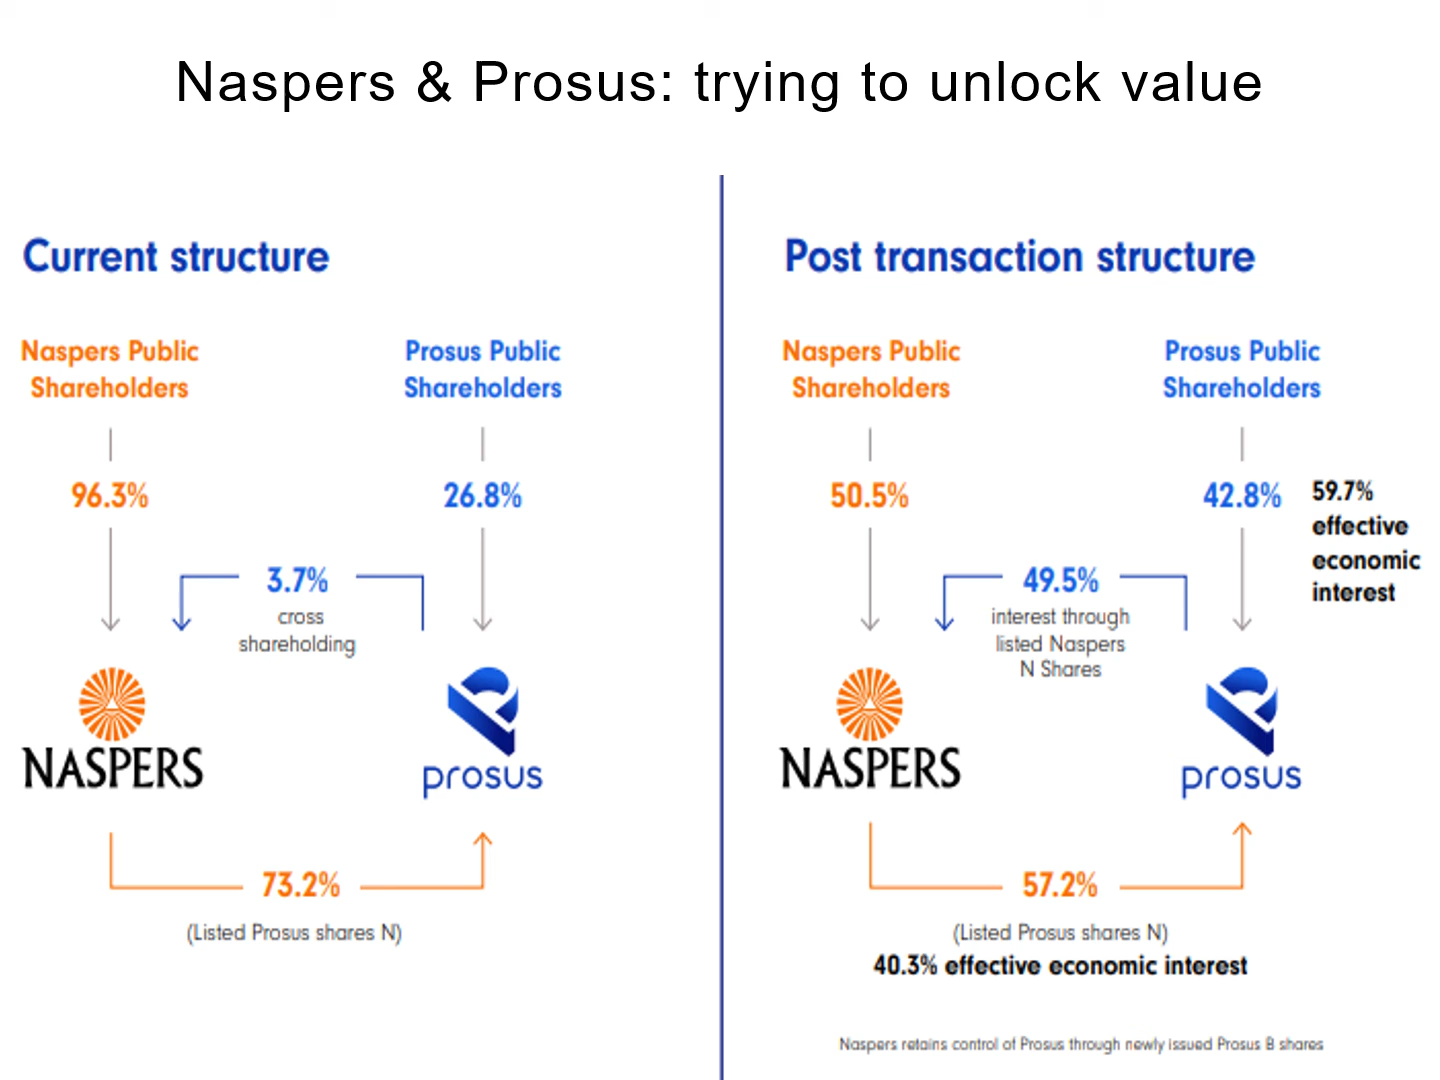 Naspers & Prosus: trying to unlock value
Current structure
Naspers Public
Shareholders
Prosus Public
Shareholders
96.3%
26.8%
3.7%
cross
shareholding
NASPERS
prosus
73.2%
(Listed Prosus shares N)
Post transaction structure
Naspers Public
Shareholders
Prosus Public
Shareholders
50.5%
42.8%
59.7%
effective
economic
interest
49.5%
interest through
listed Naspers
N Shares
NASPERS
prosus
57.2%
(Listed Prosus shares N)
40.3% effective economic interest
Naspers retains control of Prosus through newly issued Prosus B shares